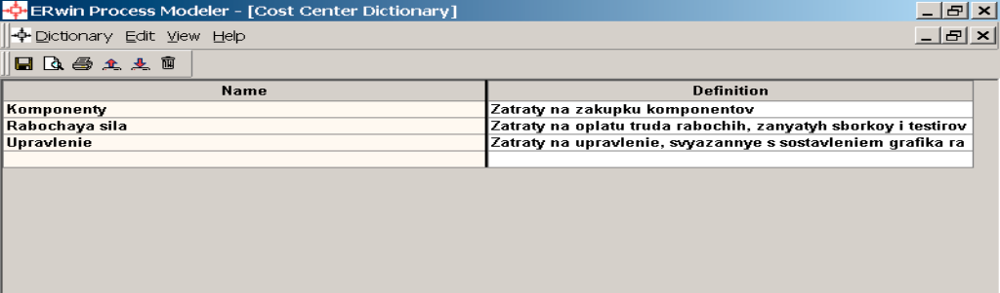 ERwin Process Modeler - [Cost Center Dictionary]
Dictionary Edit View Help
Name Definition
Komponenty Zatraty na zakupku komponentov
Rabochaya sila Zatraty na oplatu truda rabochih, zanyatyh sborkoy i testirov
Upravlenie Zatraty na upravlenie, svyazannye s sostavleniem grafika ra